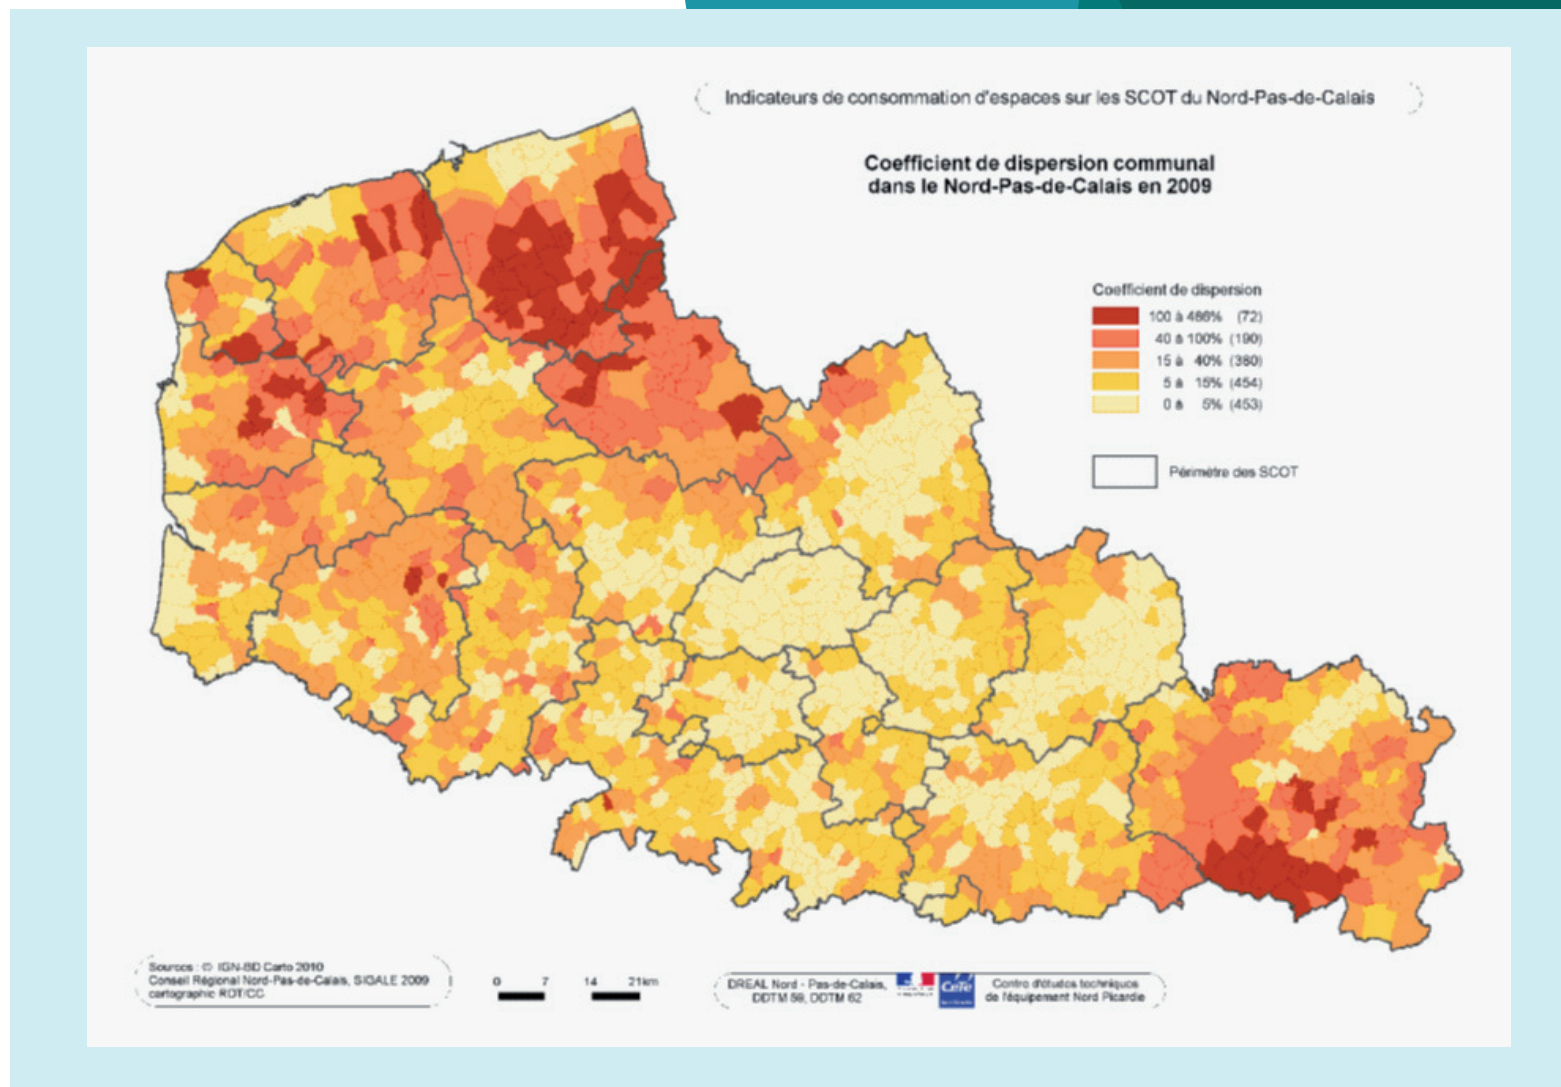 Indicateurs de consommation d'espaces sur les SCOT du Nord-Pas-de-Calais
Coefficient de dispersion communal
dans le Nord-Pas-de-Calais en 2009
Coefficient de dispersion
100 à 486% (72)
40 à 100% (190)
15 à 40% (380)
5 à 15% (454)
0 à 5% (453)
Périmètre des SCOT
Sources : © IGN-BD Carto 2010
Conseil Régional Nord-Pas-de-Calais, SIGALE 2009
cartographie RDT/CC
0 7 14 21km
DREAL Nord - Pas-de-Calais,
DDTM 59, DDTM 62
CeTe
Centre d'études techniques
de l'équipement Nord Picardie